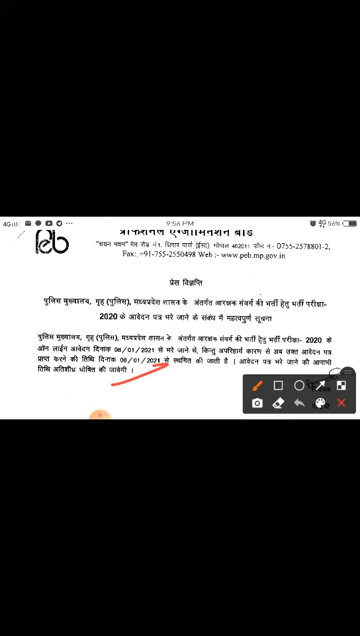 4G
9:56 PM
4G 56%
प्रोफेशनल एग्जामिनेशन बोर्ड
peb
"चयन भवन" मेन रोड नं.1, चिनार पार्क (ईस्ट), भोपाल 462011 फोन नं.- 0755-2578801-2,
Fax: +91-755-2550498 Web :- www.peb.mp.gov.in
प्रेस विज्ञप्ति
पुलिस मुख्यालय, गृह (पुलिस), मध्यप्रदेश शासन के अंतर्गत आरक्षक संवर्ग की भर्ती हेतु भर्ती परीक्षा-
2020 के आवेदन पत्र भरे जाने के संबंध में महत्वपूर्ण सूचना
पुलिस मुख्यालय, गृह (पुलिस), मध्यप्रदेश शासन के अंतर्गत आरक्षक संवर्ग की भर्ती हेतु भर्ती परीक्षा- 2020 के
ऑन लाईन आवेदन दिनांक 08/01/2021 से भरे जाने थे, किन्तु अपरिहार्य कारण से अब उक्त आवेदन पत्र
प्राप्त करने की तिथि दिनांक 08/01/2021 से स्थगित की जाती है । आवेदन पत्र भरे जाने की आगामी
तिथि अतिशीघ्र घोषित की जावेगी ।